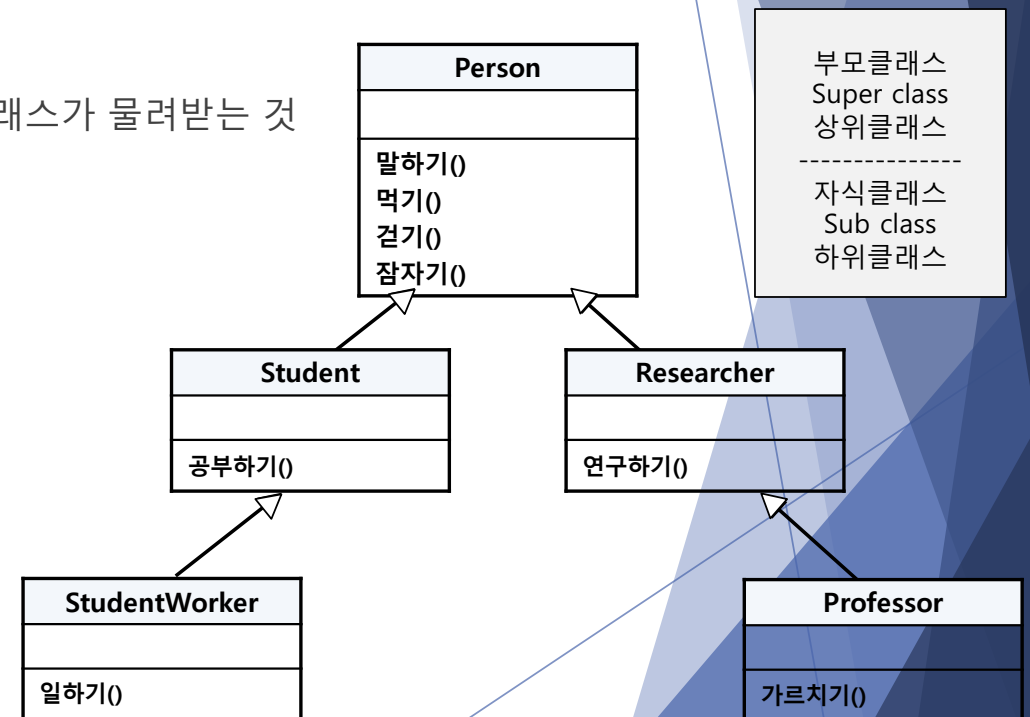 래스가 물려받는 것
Person
말하기()
먹기()
걷기()
잠자기()
부모클래스
Super class
상위클래스
---------------
자식클래스
Sub class
하위클래스
Student
공부하기()
Researcher
연구하기()
StudentWorker
일하기()
Professor
가르치기()